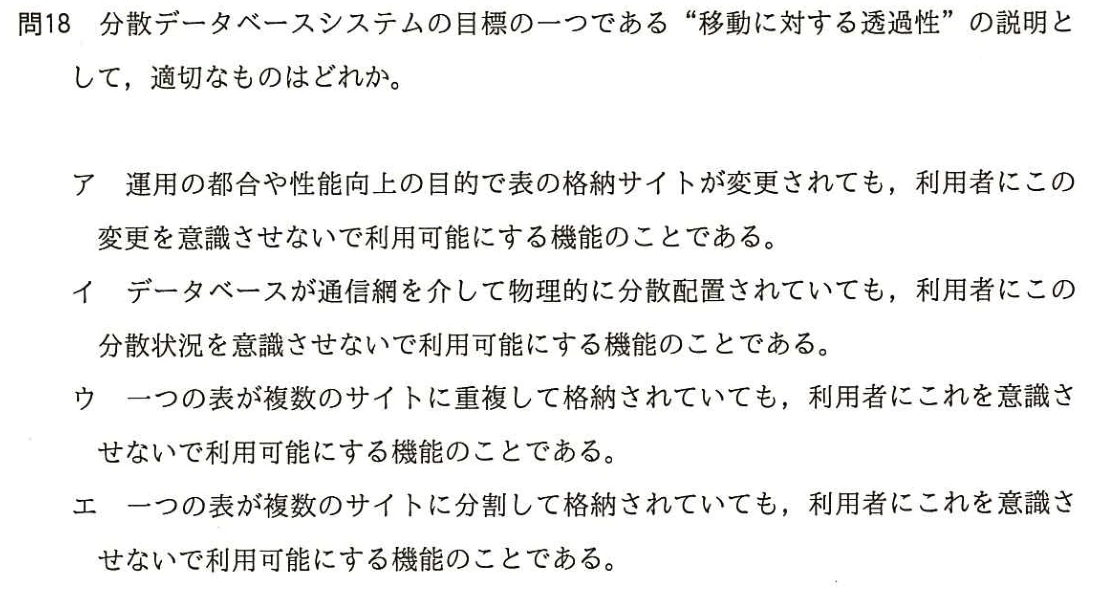 問18　分散データベースシステムの目標の一つである“移動に対する透過性”の説明と
して，適切なものはどれか。
ア　運用の都合や性能向上の目的で表の格納サイトが変更されても，利用者にこの
変更を意識させないで利用可能にする機能のことである。
イ　データベースが通信網を介して物理的に分散配置されていても，利用者にこの
分散状況を意識させないで利用可能にする機能のことである。
ウ　一つの表が複数のサイトに重複して格納されていても，利用者にこれを意識さ
せないで利用可能にする機能のことである。
エ　一つの表が複数のサイトに分割して格納されていても，利用者にこれを意識さ
せないで利用可能にする機能のことである。